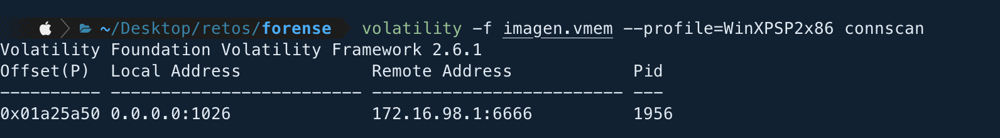 ~/Desktop/retos/forense volatility -f imagen.vmem --profile=WinXPSP2x86 connscan
Volatility Foundation Volatility Framework 2.6.1
Offset(P)  Local Address             Remote Address            Pid
---------- ------------------------- ------------------------- ---
0x01a25a50 0.0.0.0:1026              172.16.98.1:6666          1956